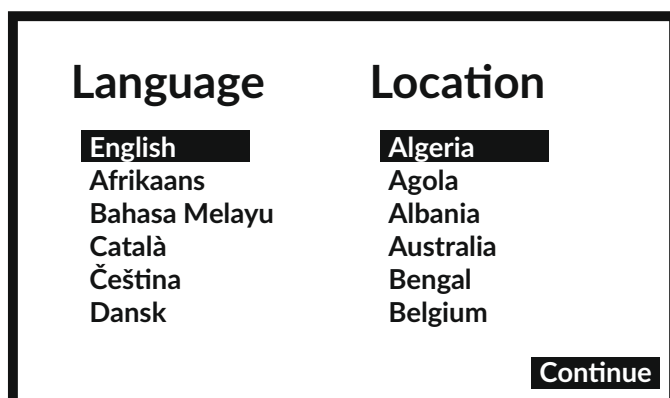 Language
English
Afrikaans
Bahasa Melayu
Català
Čeština
Dansk
Location
Algeria
Agola
Albania
Australia
Bengal
Belgium
Continue